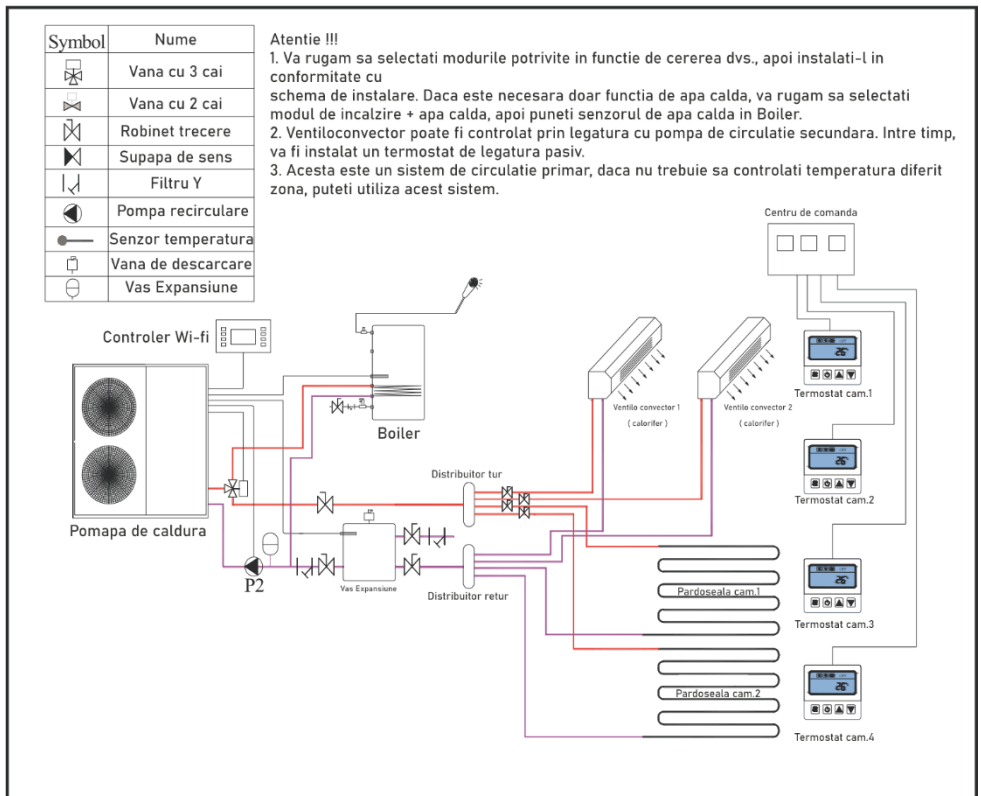 Symbol Nume
Vana cu 3 cai
Vana cu 2 cai
Robinet trecere
Supapa de sens
Filtru Y
Pompa recirculare
Senzor temperatura
Vana de descarcare
Vas Expansiune
Atentie !!!
1. Va rugam sa selectati modurile potrivite in functie de cererea dvs., apoi instalati-l in
conformitate cu
schema de instalare. Daca este necesara doar functia de apa calda, va rugam sa selectati
modul de incalzire + apa calda, apoi puneti senzorul de apa calda in Boiler.
2. Ventiloconvector poate fi controlat prin legatura cu pompa de circulatie secundara. Intre timp,
va fi instalat un termostat de legatura pasiv.
3. Acesta este un sistem de circulatie primar, daca nu trebuie sa controlati temperatura diferit
zona, puteti utiliza acest sistem.
Centru de comanda
Controler Wi-fi
Boiler
Ventilo convector 1
( calorifer )
Ventilo convector 2
( calorifer )
Termostat cam.1
Termostat cam.2
Distribuitor tur
Pomapa de caldura
P2
Vas Expansiune
Distribuitor retur
Pardoseala cam.1
Termostat cam.3
Pardoseala cam.2
Termostat cam.4